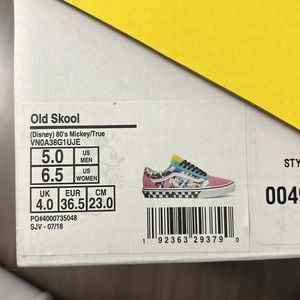 Old Skool
(Disney) 80's Mickey/True
VN0A38G1UJE
5.0 US MEN
6.5 US WOMEN
UK EUR CM
4.0 36.5 23.0
PO#4000735048
SJV - 07/18
1 92363 29379 0
STY
0049